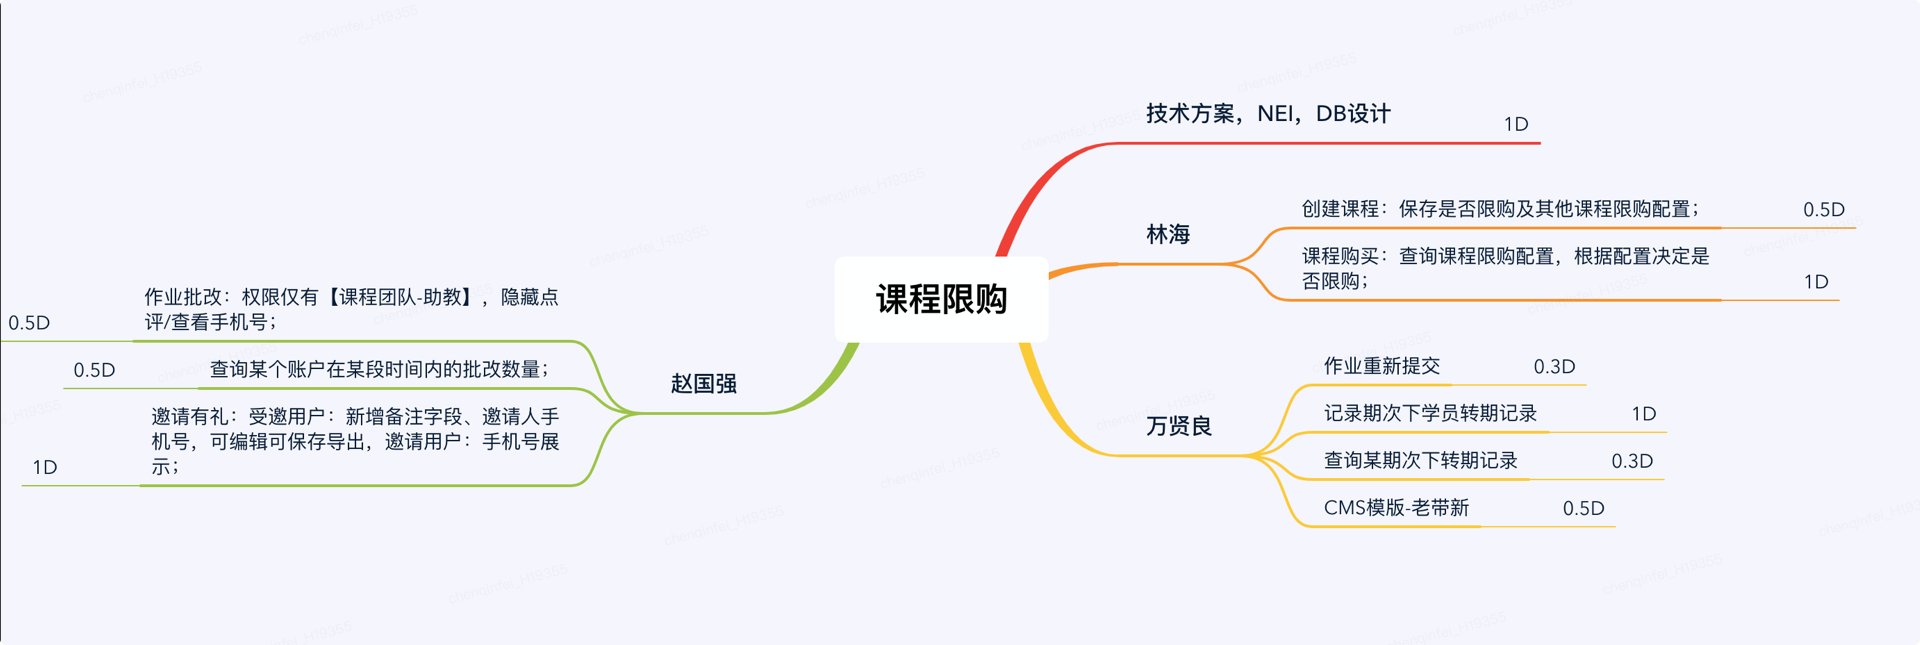 课程限购
技术方案，NEI，DB设计
1D
林海
创建课程：保存是否限购及其他课程限购配置；
0.5D
课程购买：查询课程限购配置，根据配置决定是
否限购；
1D
万贤良
作业重新提交
0.3D
记录期次下学员转期记录
1D
查询某期次下转期记录
0.3D
CMS模版-老带新
0.5D
赵国强
作业批改：权限仅有【课程团队-助教】，隐藏点
评/查看手机号；
0.5D
查询某个账户在某段时间内的批改数量；
0.5D
邀请有礼：受邀用户：新增备注字段、邀请人手
机号，可编辑可保存导出，邀请用户：手机号展
示；
1D
chenqinfei_H19355